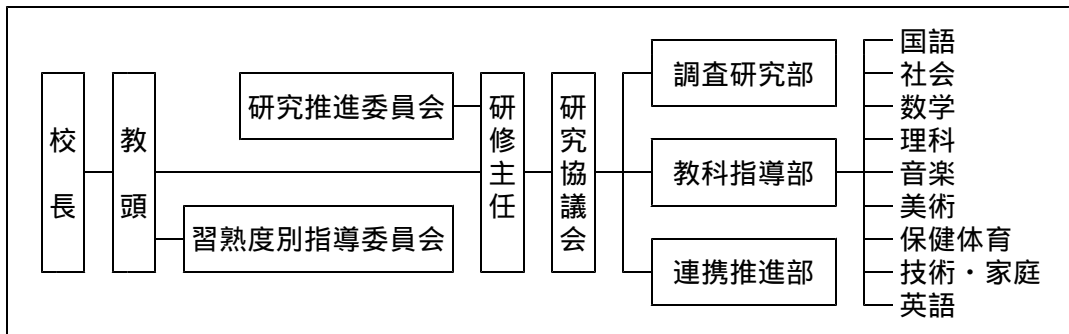 校長
教頭
研究推進委員会
習熟度別指導委員会
研修主任
研究協議会
調査研究部
教科指導部
連携推進部
国語
社会
数学
理科
音楽
美術
保健体育
技術・家庭
英語